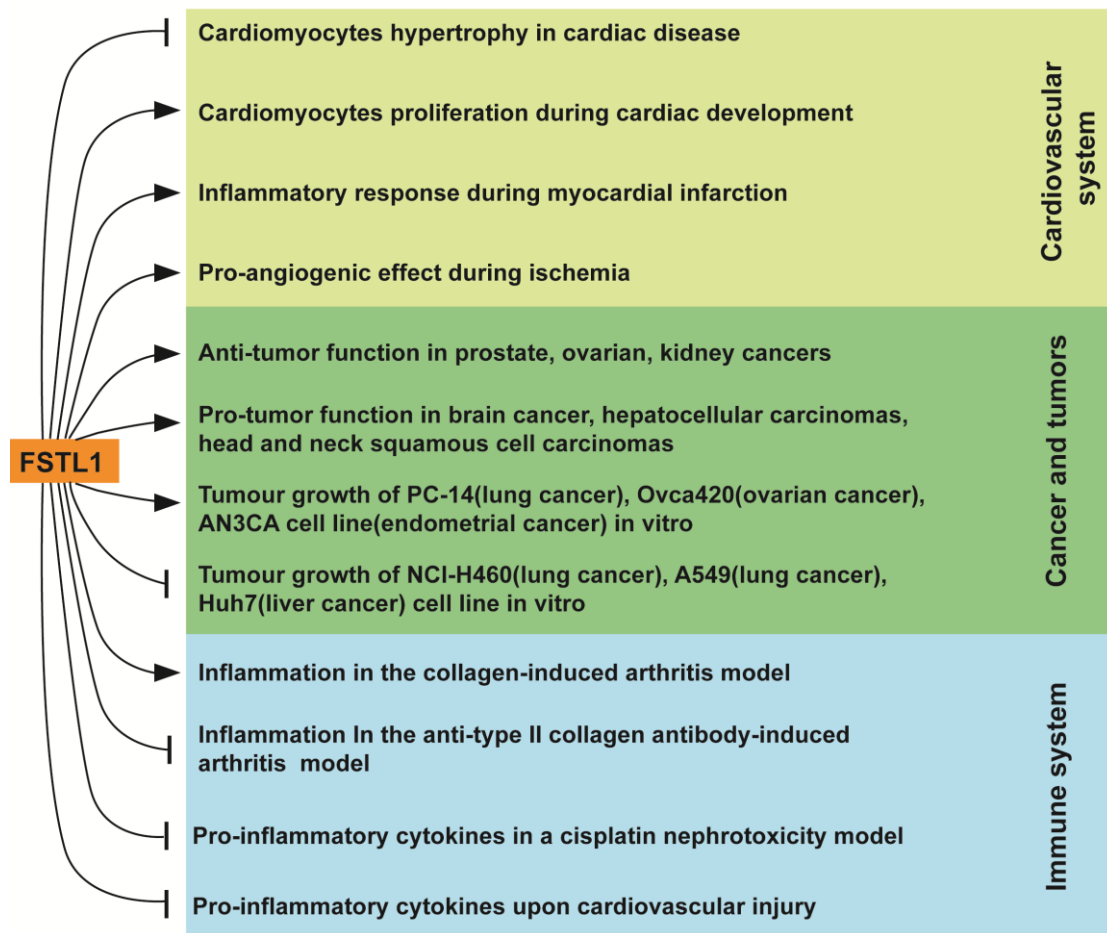 Cardiomyocytes hypertrophy in cardiac disease
Cardiomyocytes proliferation during cardiac development
Inflammatory response during myocardial infarction
Pro-angiogenic effect during ischemia
Cardiovascular
system
Anti-tumor function in prostate, ovarian, kidney cancers
Pro-tumor function in brain cancer, hepatocellular carcinomas,
head and neck squamous cell carcinomas
FSTL1
Tumour growth of PC-14(lung cancer), Ovca420(ovarian cancer),
AN3CA cell line(endometrial cancer) in vitro
Tumour growth of NCI-H460(lung cancer), A549(lung cancer),
Huh7(liver cancer) cell line in vitro
Cancer and tumors
Inflammation in the collagen-induced arthritis model
Inflammation In the anti-type II collagen antibody-induced
arthritis model
Pro-inflammatory cytokines in a cisplatin nephrotoxicity model
Pro-inflammatory cytokines upon cardiovascular injury
Immune system